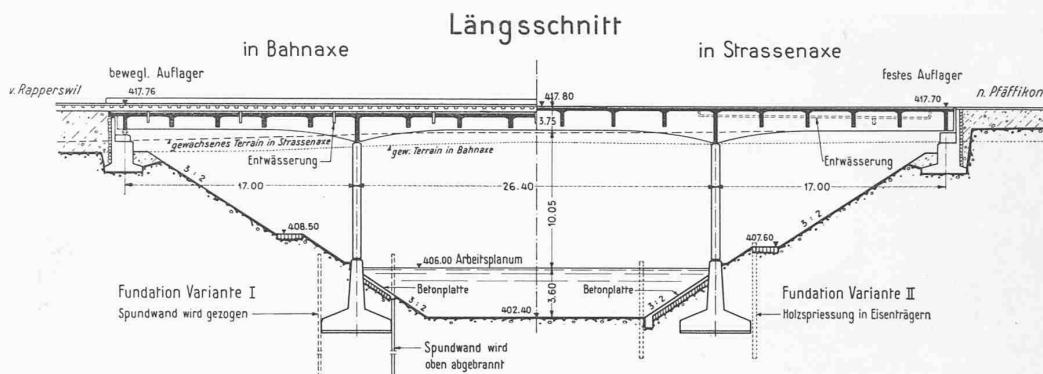 Längsschnitt
in Bahnaxe
in Strassenaxe
bewegl. Auflager
festes Auflager
v. Rapperswil
417.76
417.80
417.70
n. Pfäffikon
3.75
gewachsenes Terrain in Strassenaxe
Entwässerung
gew. Terrain in Bahnaxe
Entwässerung
17.00
26.40
17.00
3:2
3:2
10.05
408.50
407.60
406.00 Arbeitsplanum
Betonplatte
Betonplatte
3:2
3:2
3.60
402.40
Fundation Variante I
Spundwand wird gezogen
Fundation Variante II
Holzspriessung in Eisenträgern
Spundwand wird
oben abgebrannt